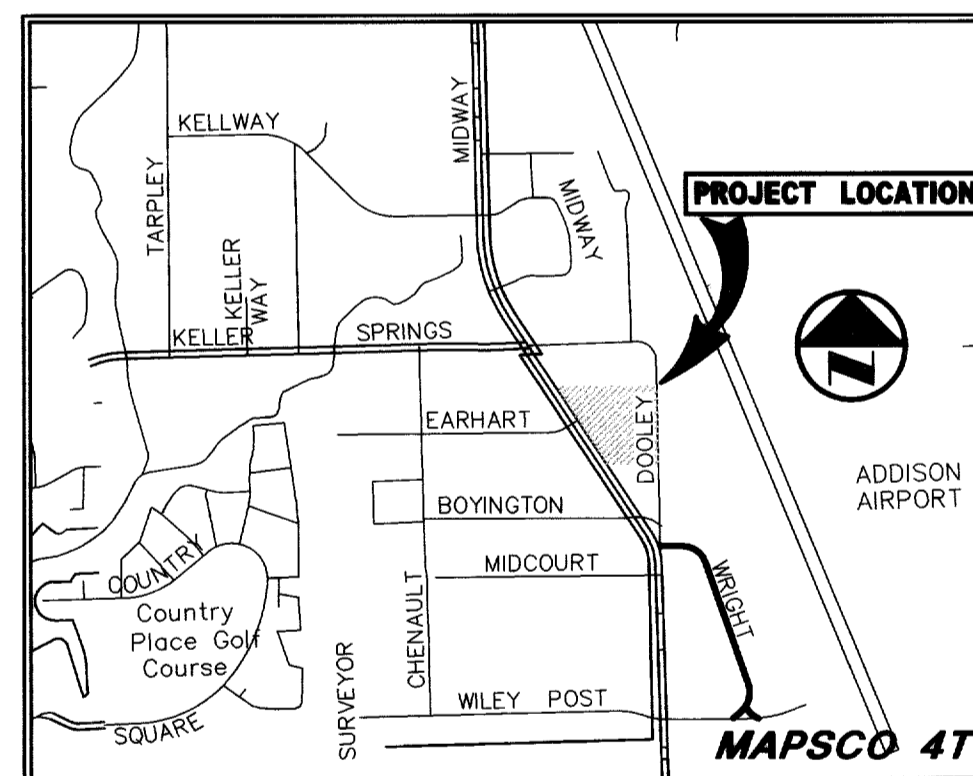 KELLWAY
MIDWAY
TARPLEY
MIDWAY
PROJECT LOCATION
KELLER
WAY
KELLER SPRINGS
N
EARHART
DOOLEY
ADDISON
AIRPORT
BOYINGTON
MIDCOURT
COUNTRY
WRIGHT
Country
Place Golf
Course
CHENAULT
SURVEYOR
WILEY POST
SQUARE
MAPSCO 4T